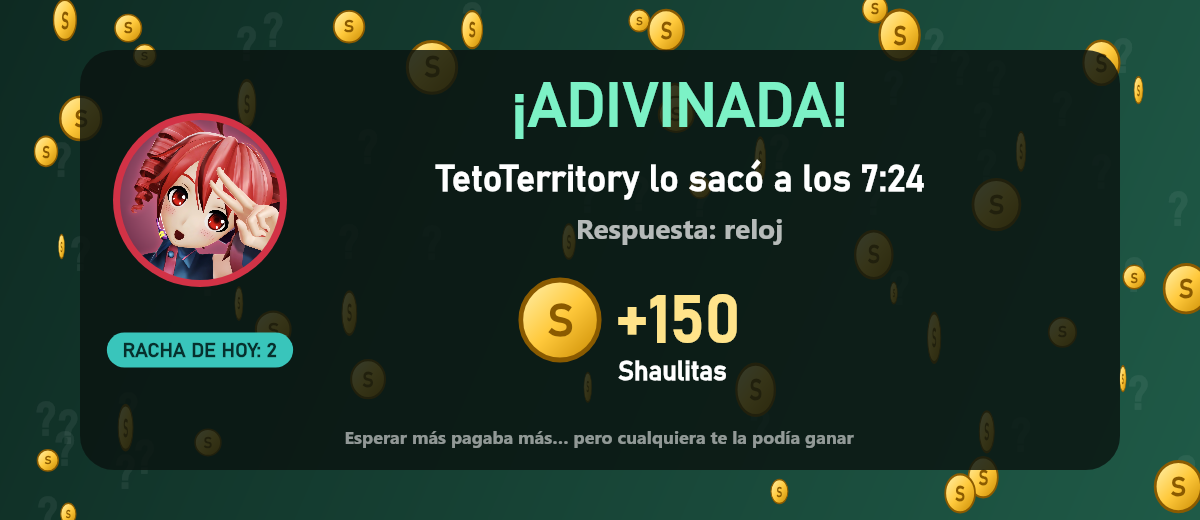 ¡ADIVINADA!
TetoTerritory lo sacó a los 7:24
Respuesta: reloj
S +150
Shaulitas
RACHA DE HOY: 2
Esperar más pagaba más... pero cualquiera te la podía ganar